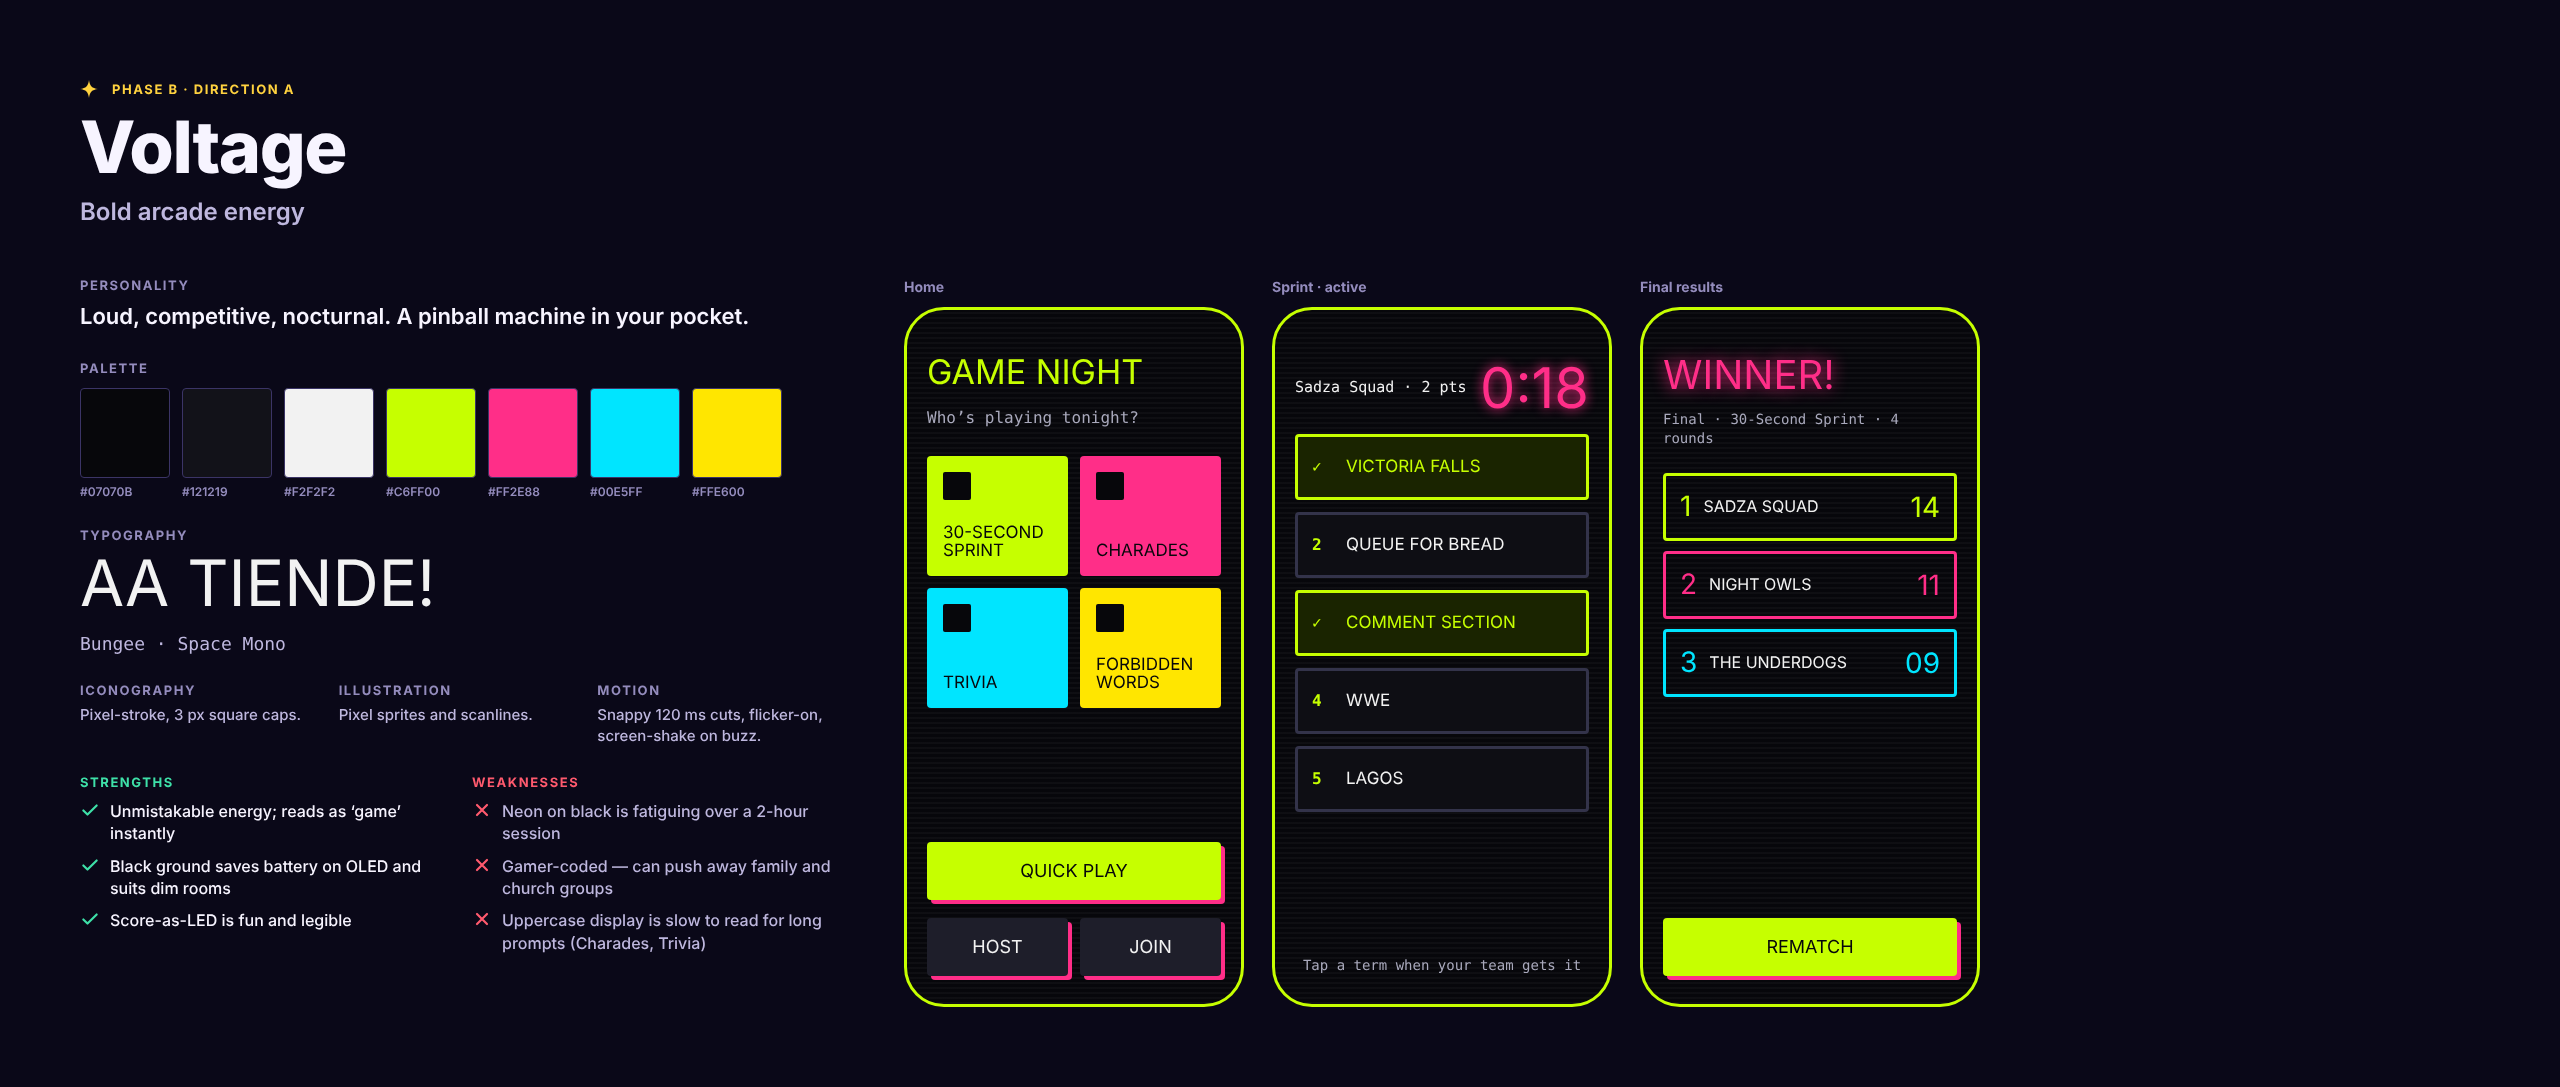 PHASE B · DIRECTION A
Voltage
Bold arcade energy
PERSONALITY
Loud, competitive, nocturnal. A pinball machine in your pocket.
PALETTE
#07070B
#121219
#F2F2F2
#C6FF00
#FF2E88
#00E5FF
#FFE600
TYPOGRAPHY
AA TIENDE!
Bungee · Space Mono
ICONOGRAPHY
Pixel-stroke, 3 px square caps.
ILLUSTRATION
Pixel sprites and scanlines.
MOTION
Snappy 120 ms cuts, flicker-on,
screen-shake on buzz.
STRENGTHS
Unmistakable energy; reads as ‘game’
instantly
Black ground saves battery on OLED and
suits dim rooms
Score-as-LED is fun and legible
WEAKNESSES
Neon on black is fatiguing over a 2-hour
session
Gamer-coded — can push away family and
church groups
Uppercase display is slow to read for long
prompts (Charades, Trivia)
Home
GAME NIGHT
Who’s playing tonight?
30-SECOND
SPRINT
CHARADES
TRIVIA
FORBIDDEN
WORDS
QUICK PLAY
HOST
JOIN
Sprint · active
Sadza Squad · 2 pts
0:18
✓ VICTORIA FALLS
2 QUEUE FOR BREAD
✓ COMMENT SECTION
4 WWE
5 LAGOS
Tap a term when your team gets it
Final results
WINNER!
Final · 30-Second Sprint · 4
rounds
1 SADZA SQUAD 14
2 NIGHT OWLS 11
3 THE UNDERDOGS 09
REMATCH